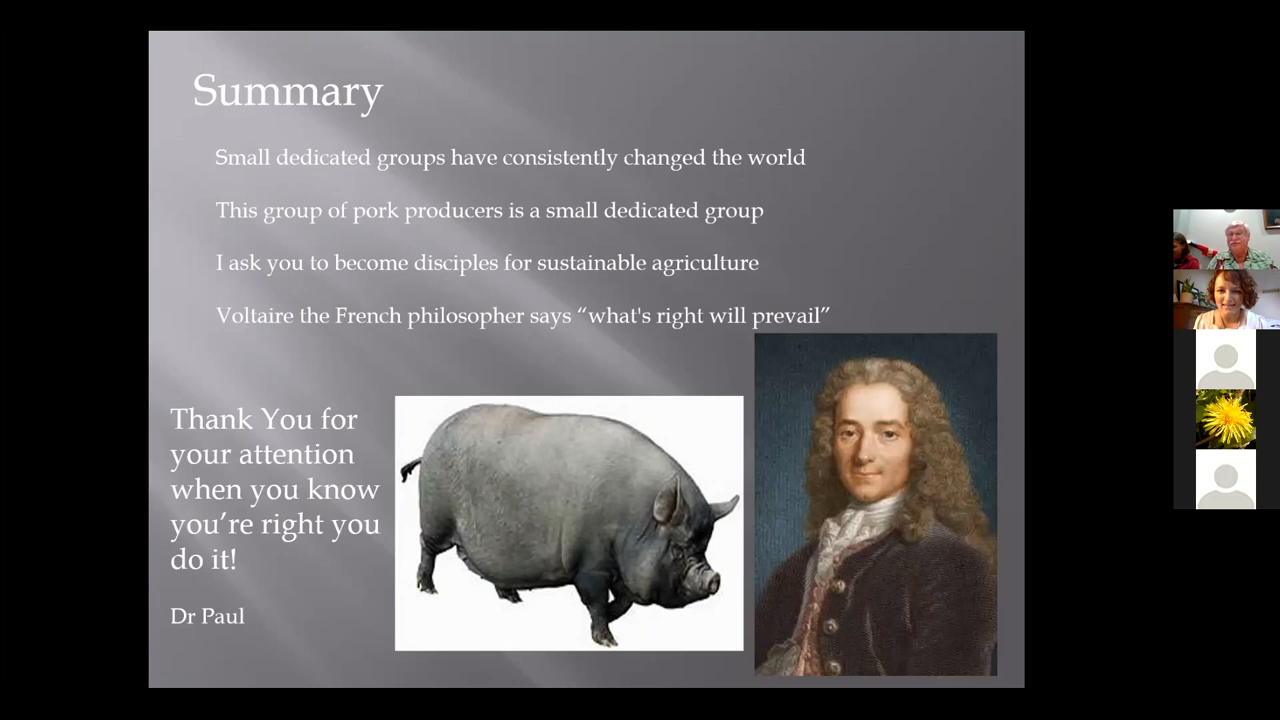 Summary
Small dedicated groups have consistently changed the world
This group of pork producers is a small dedicated group
I ask you to become disciples for sustainable agriculture
Voltaire the French philosopher says “what's right will prevail”
Thank You for
your attention
when you know
you’re right you
do it!
Dr Paul